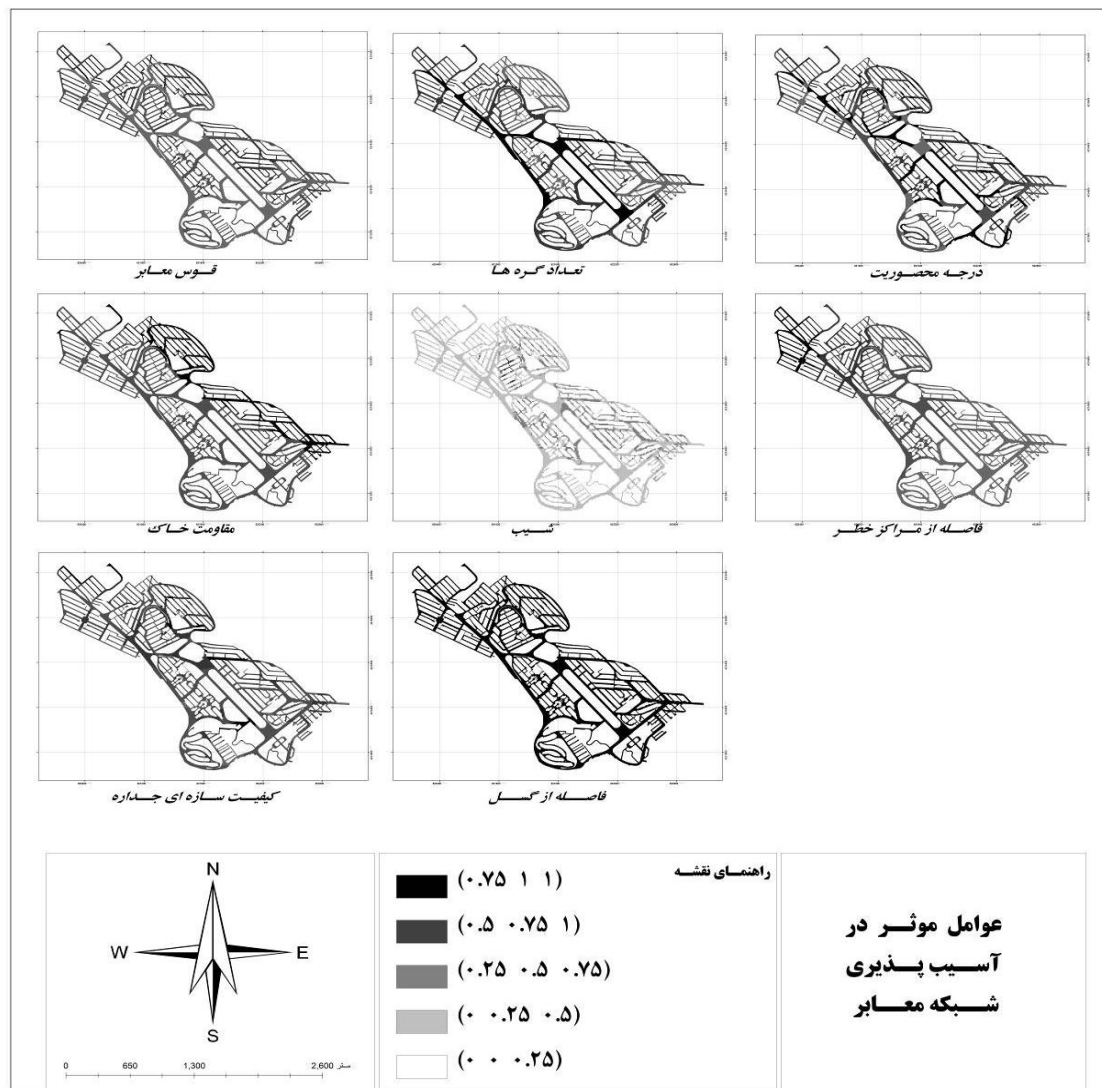 قوس معابر
تعداد گره ها
درجه محصوریت
مقاومت خاک
شیب
فاصله از مراکز خطر
کیفیت سازه ای جداره
فاصله از گسل
N
W
E
S
0 650 1,300 2,600 متر
راهنمای نقشه
(۰.۷۵ ۱ ۱)
(۰.۵ ۰.۷۵ ۱)
(۰.۲۵ ۰.۵ ۰.۷۵)
(۰ ۰.۲۵ ۰.۵)
(۰ ۰ ۰.۲۵)
عوامل موثر در
آسیب پذیری
شبکه معابر